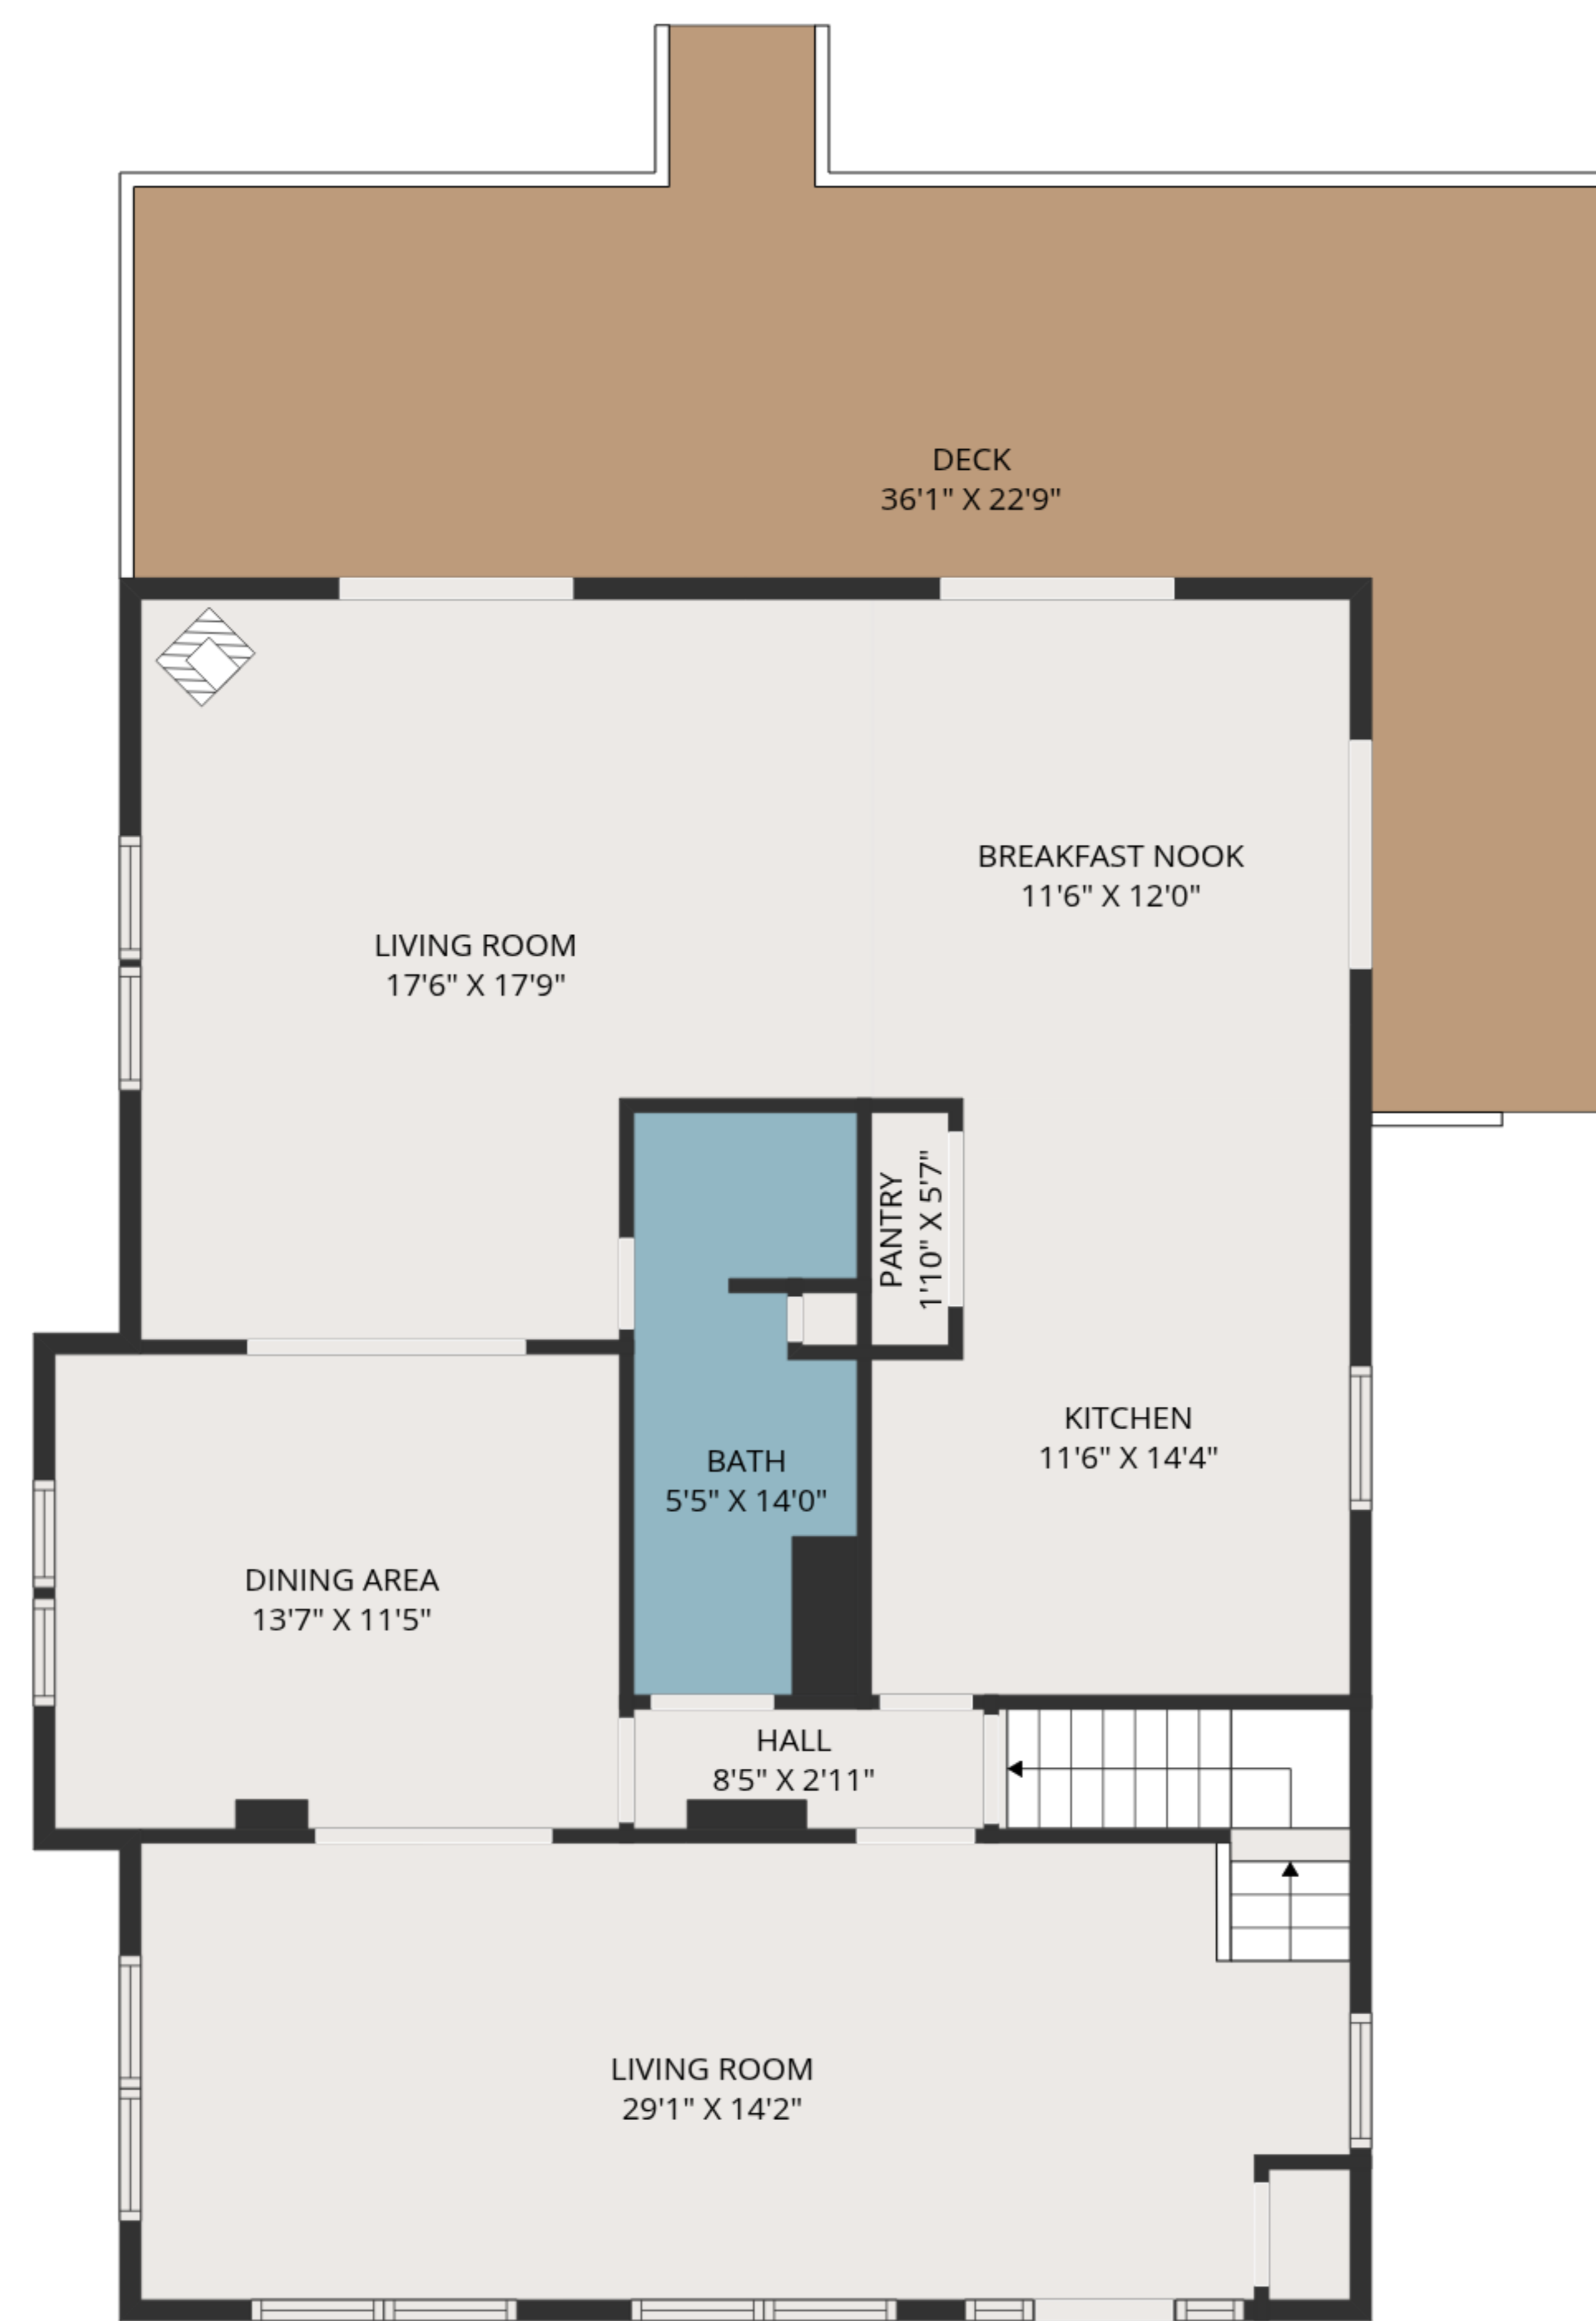 DECK
36'1" X 22'9"
BREAKFAST NOOK
11'6" X 12'0"
LIVING ROOM
17'6" X 17'9"
PANTRY
1'10" X 5'7"
KITCHEN
11'6" X 14'4"
BATH
5'5" X 14'0"
DINING AREA
13'7" X 11'5"
HALL
8'5" X 2'11"
LIVING ROOM
29'1" X 14'2"